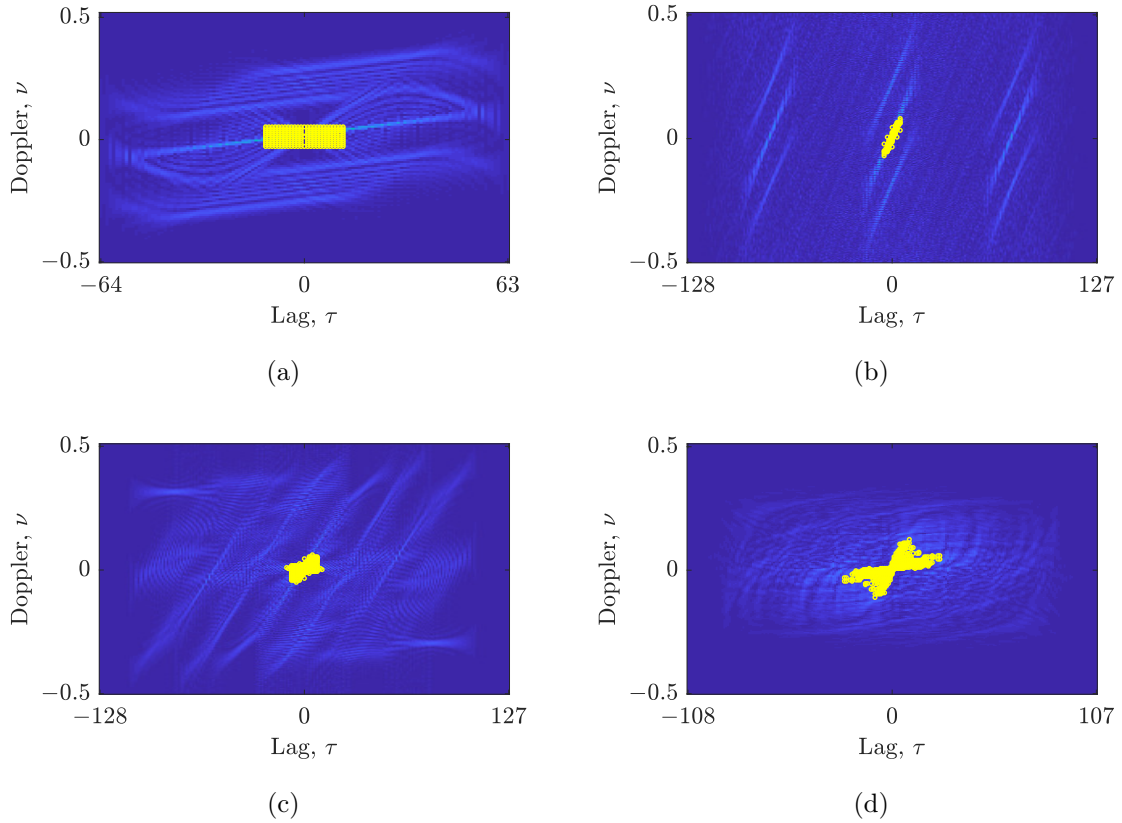 0.5
0
−0.5
Doppler, ν
−64
0
63
Lag, τ
(a)
0.5
0
−0.5
Doppler, ν
−128
0
127
Lag, τ
(b)
0.5
0
−0.5
Doppler, ν
−128
0
127
Lag, τ
(c)
0.5
0
−0.5
Doppler, ν
−108
0
107
Lag, τ
(d)